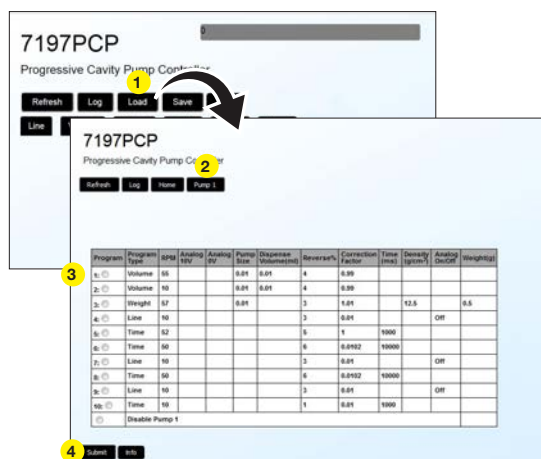 0
7197PCP
Progressive Cavity Pump Controller
1
Refresh Log Load Save
Line
7197PCP
Progressive Cavity Pump
2
Refresh Log Home Pump 1
Program Program Type RPM Analog 10V Analog 0V Pump Size Dispense Volume(ml) Reverse% Correction Factor Time (ms) Density (g/cm³) Analog On/Off Weight(g)
3
1: Volume 55 0.01 0.01 4 0.99
2: Volume 10 0.01 0.01 4 0.99
3: Weight 57 0.01 3 1.01 12.5 0.5
4: Line 10 3 0.01 Off
5: Time 52 5 1 1000
6: Time 50 6 0.0102 10000
7: Line 10 3 0.01 Off
8: Time 50 6 0.0102 10000
9: Line 10 3 0.01 Off
10: Time 10 1 0.01 1000
Disable Pump 1
4
Submit Info